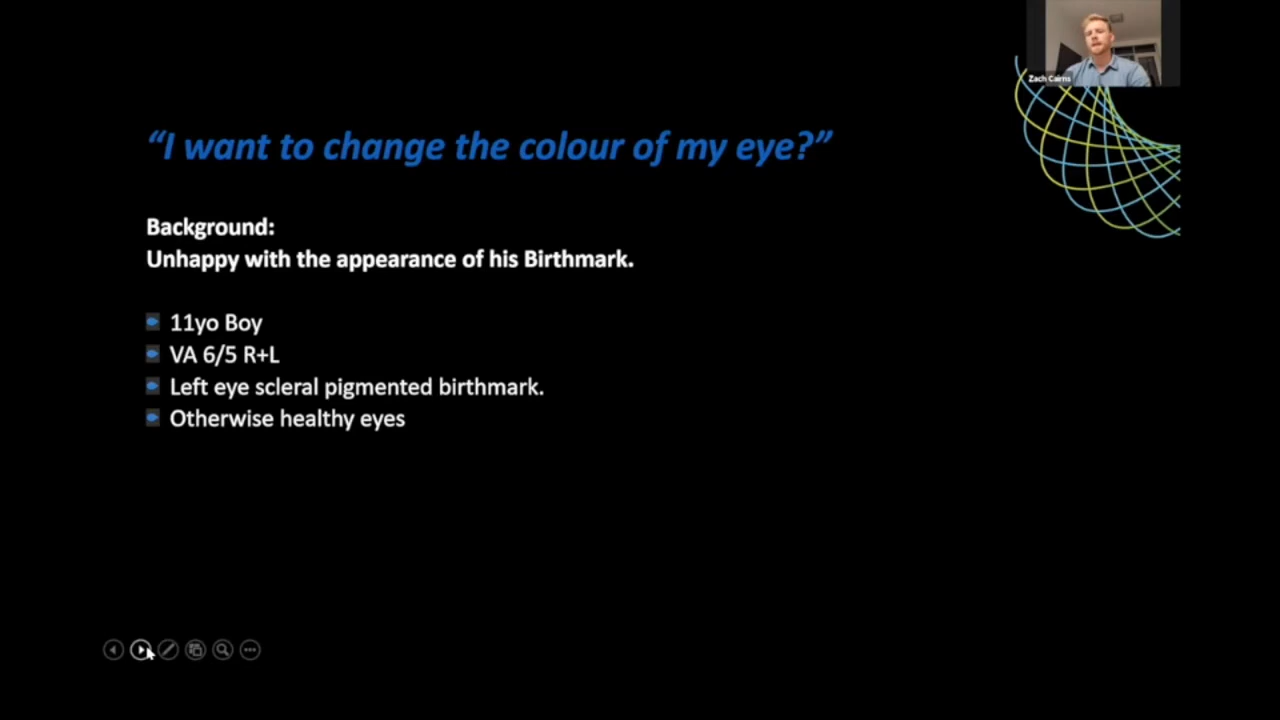 Zach Cairns
“I want to change the colour of my eye?”
Background:
Unhappy with the appearance of his Birthmark.
11yo Boy
VA 6/5 R+L
Left eye scleral pigmented birthmark.
Otherwise healthy eyes